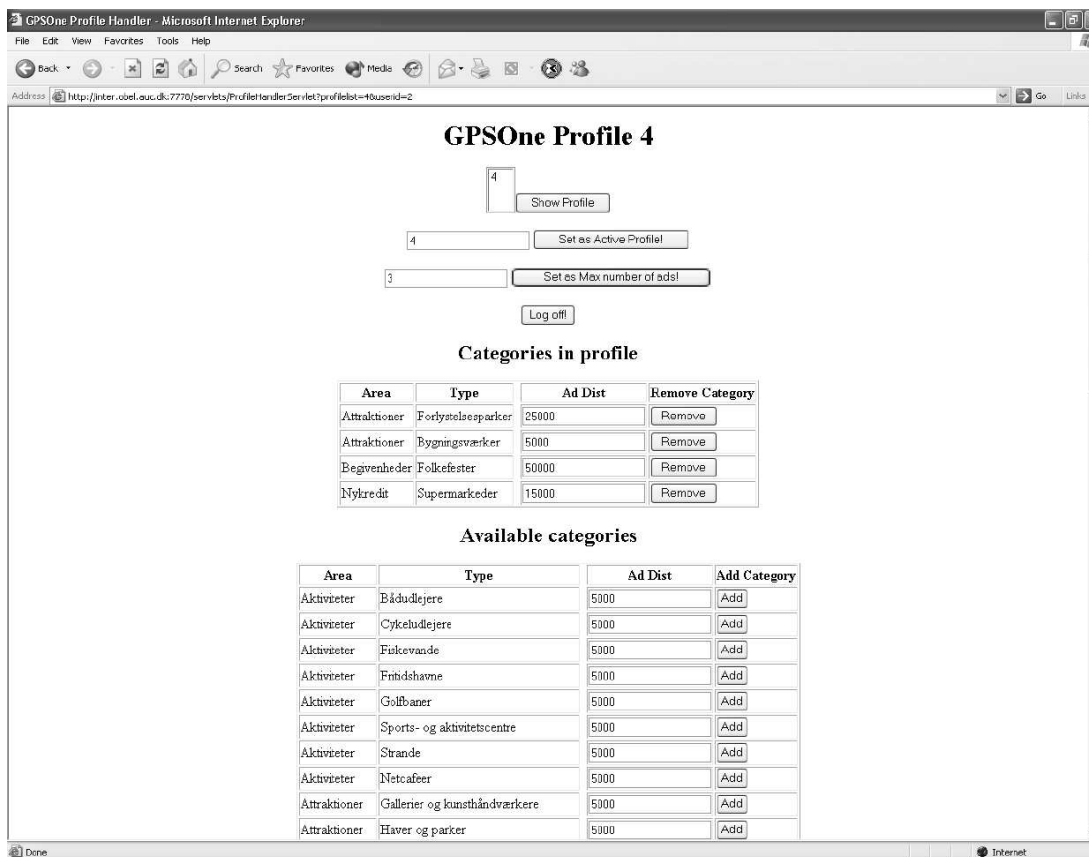 GPSOne Profile Handler - Microsoft Internet Explorer
File Edit View Favorites Tools Help
Back Search Favorites Media
Address http://inter.obel.auc.dk:7778/servlets/ProfileHandlerServlet?profilelist=4&userid=2 Go Links
GPSOne Profile 4
4
Show Profile
4 Set as Active Profile!
3 Set as Max number of ads!
Log off!
Categories in profile
Area Type Ad Dist Remove Category
Attraktioner Forlystelsesparker 25000 Remove
Attraktioner Bygningsværker 5000 Remove
Begivenheder Folkefester 50000 Remove
Nykredit Supermarkeder 15000 Remove
Available categories
Area Type Ad Dist Add Category
Aktiviteter Bådudlejere 5000 Add
Aktiviteter Cykeludlejere 5000 Add
Aktiviteter Fiskevande 5000 Add
Aktiviteter Fritidshavne 5000 Add
Aktiviteter Golfbaner 5000 Add
Aktiviteter Sports- og aktivitetscentre 5000 Add
Aktiviteter Strande 5000 Add
Aktiviteter Netcafeer 5000 Add
Attraktioner Gallerier og kunsthåndværkere 5000 Add
Attraktioner Haver og parker 5000 Add
Done Internet